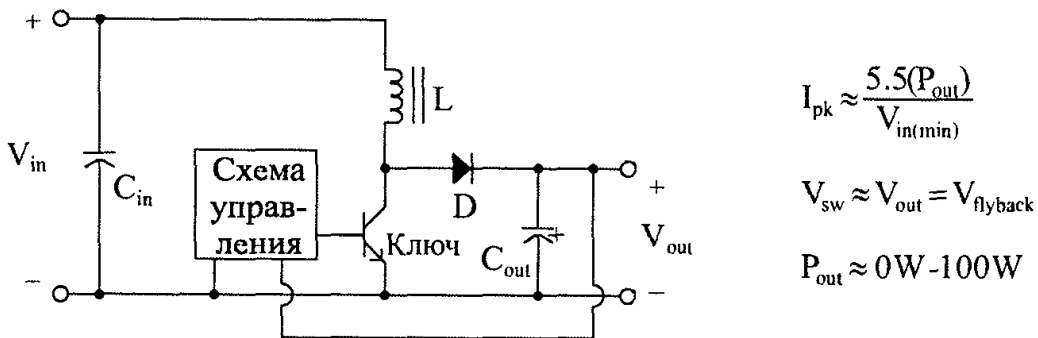 +
V_in
C_in
−
Схема
управ-
ления
L
D
Ключ
C_out
+
+
V_out
−
I_pk ≈ 5.5(P_out) / V_in(min)
V_sw ≈ V_out = V_flyback
P_out ≈ 0W-100W